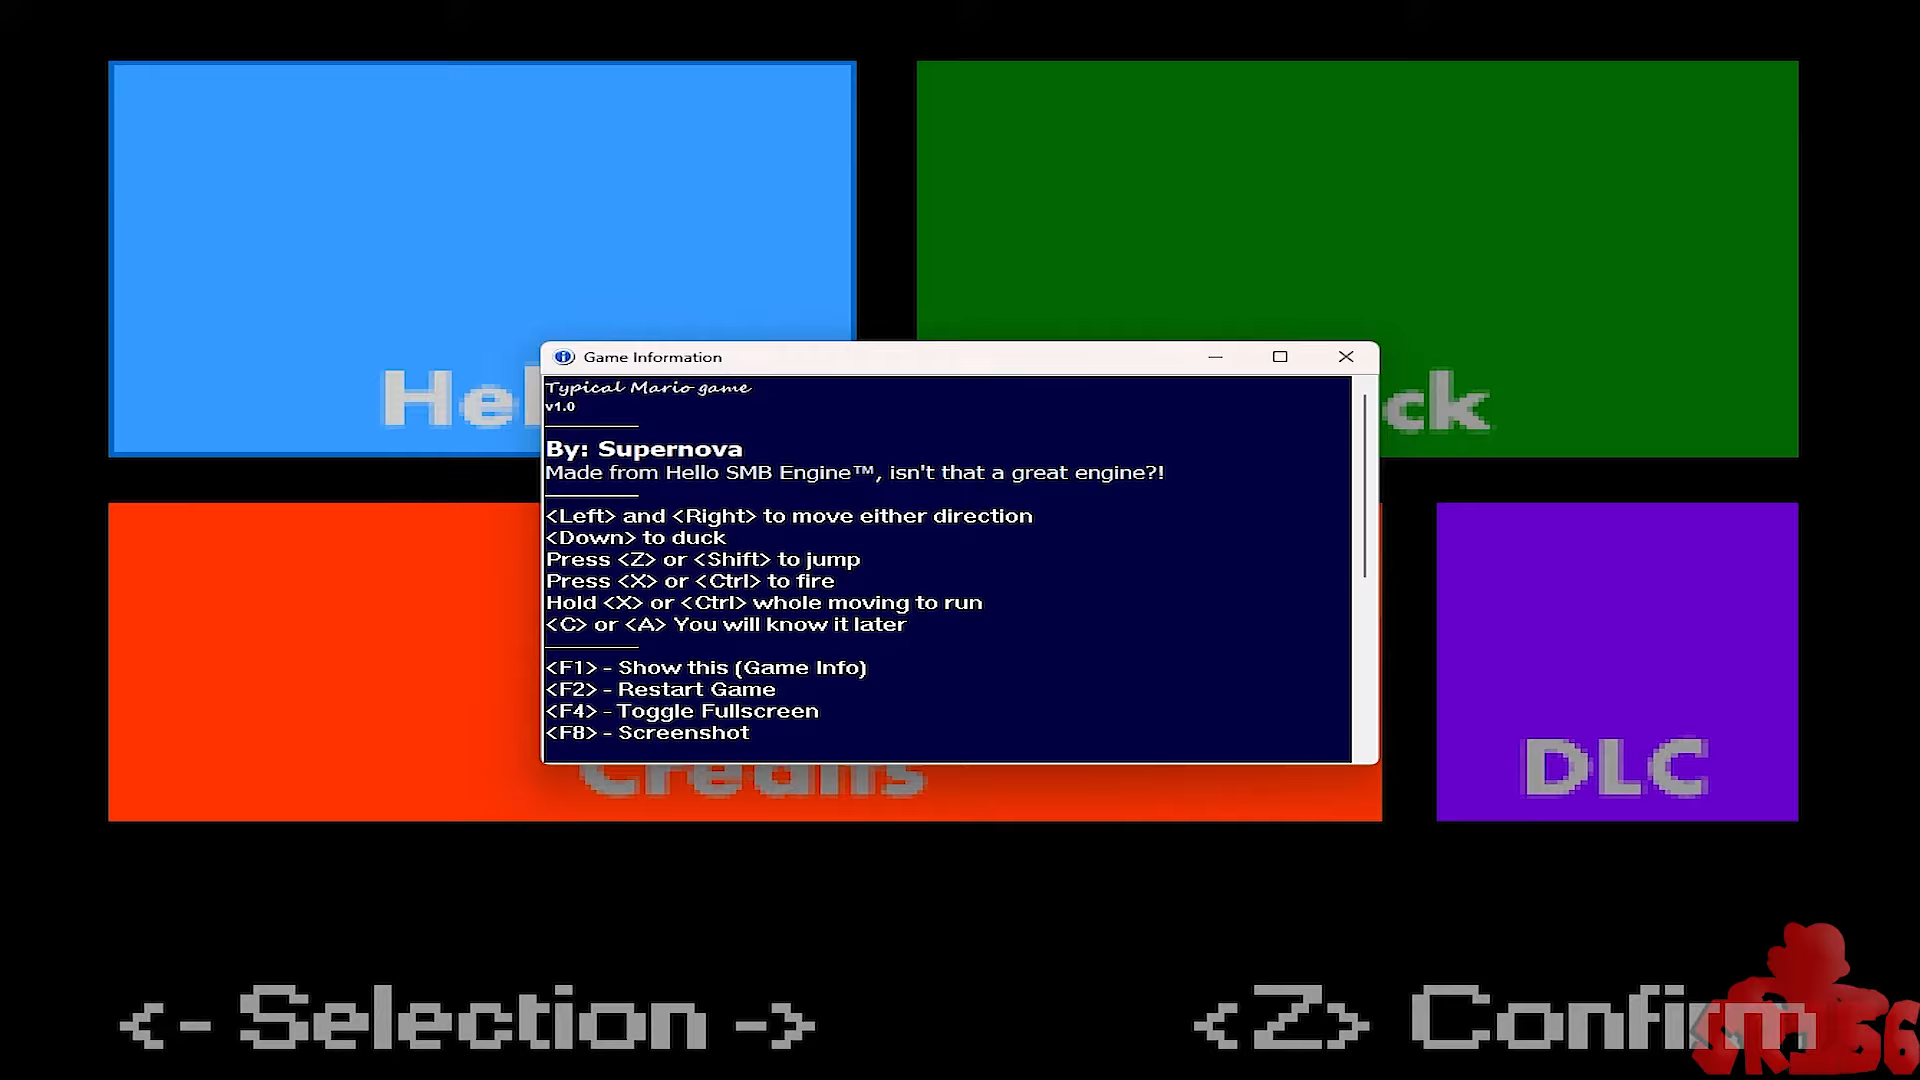 Game Information
Typical Mario game
v1.0
By: Supernova
Made from Hello SMB Engine™, isn't that a great engine?!
<Left> and <Right> to move either direction
<Down> to duck
Press <Z> or <Shift> to jump
Press <X> or <Ctrl> to fire
Hold <X> or <Ctrl> whole moving to run
<C> or <A> You will know it later
<F1> - Show this (Game Info)
<F2> - Restart Game
<F4> - Toggle Fullscreen
<F8> - Screenshot
Credits
DLC
<- Selection ->
<Z> Confirm